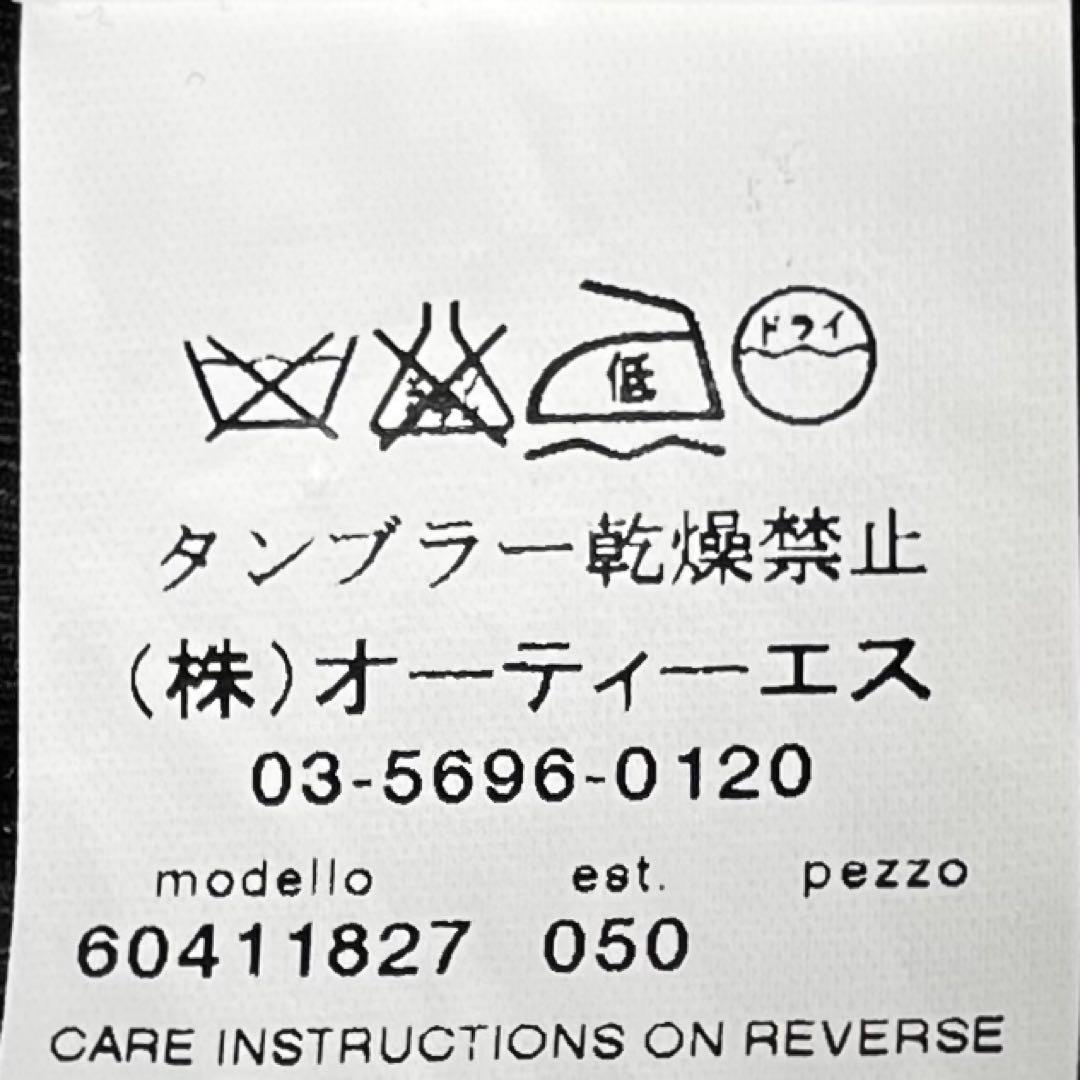 低 ドライ
タンブラー乾燥禁止
(株)オーティーエス
03-5696-0120
modello est. pezzo
60411827 050
CARE INSTRUCTIONS ON REVERSE